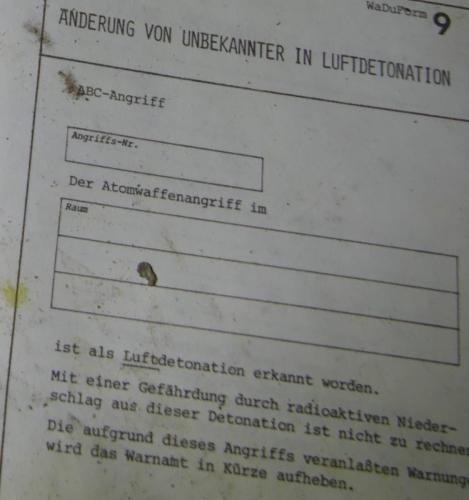 WaDuForm 9
ÄNDERUNG VON UNBEKANNTER IN LUFTDETONATION
ABC-Angriff
Angriffs-Nr.
Der Atomwaffenangriff im
Raum
ist als Luftdetonation erkannt worden.
Mit einer Gefährdung durch radioaktiven Nieder-
schlag aus dieser Detonation ist nicht zu rechne
Die aufgrund dieses Angriffs veranlaßten Warnung
wird das Warnamt in Kürze aufheben.